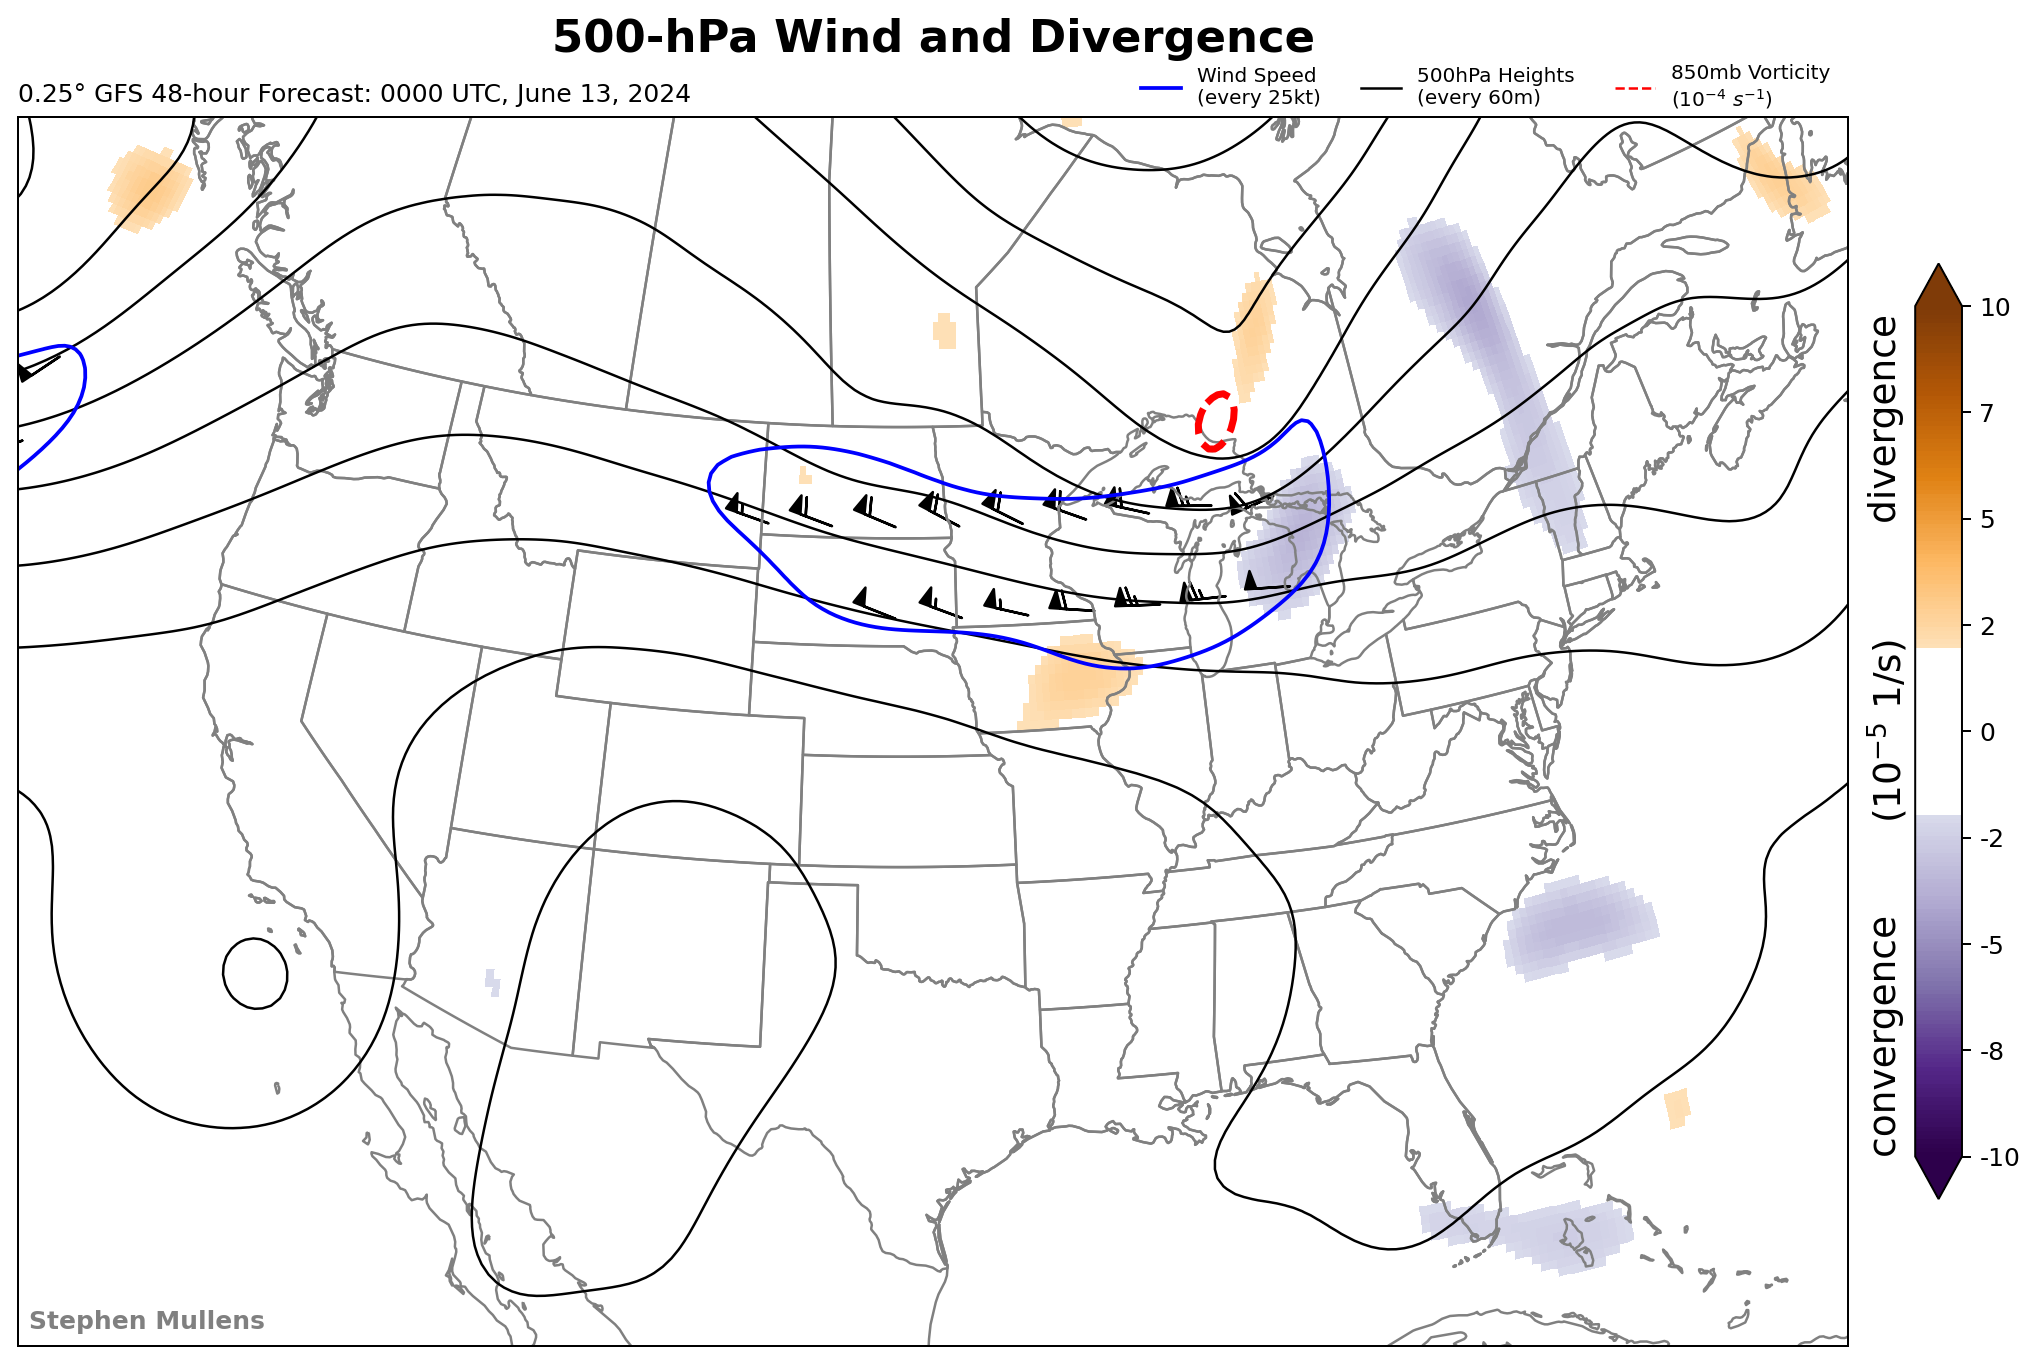 500-hPa Wind and Divergence
0.25° GFS 48-hour Forecast: 0000 UTC, June 13, 2024
Wind Speed
(every 25kt)
500hPa Heights
(every 60m)
850mb Vorticity
(10⁻⁴ s⁻¹)
10
7
5
2
0
-2
-5
-8
-10
convergence (10⁻⁵ 1/s) divergence
Stephen Mullens